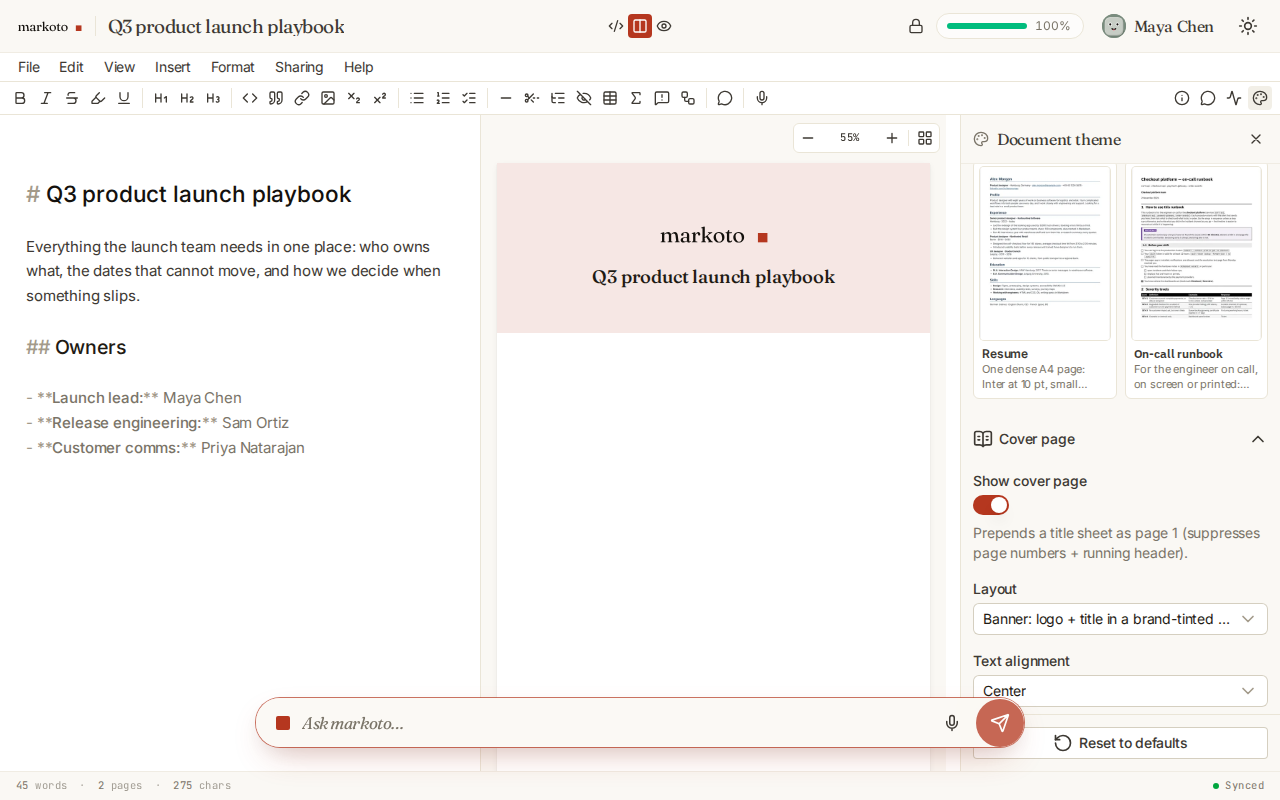 markoto
Q3 product launch playbook
100%
Maya Chen
File Edit View Insert Format Sharing Help
H1 H2 H3
55%
Document theme
# Q3 product launch playbook
Everything the launch team needs in one place: who owns
what, the dates that cannot move, and how we decide when
something slips.
## Owners
- **Launch lead:** Maya Chen
- **Release engineering:** Sam Ortiz
- **Customer comms:** Priya Natarajan
markoto
Q3 product launch playbook
Resume
One dense A4 page:
Inter at 10 pt, small...
On-call runbook
For the engineer on call,
on screen or printed:...
Cover page
Show cover page
Prepends a title sheet as page 1 (suppresses
page numbers + running header).
Layout
Banner: logo + title in a brand-tinted ...
Text alignment
Center
Reset to defaults
Ask markoto...
45 words · 2 pages · 275 chars
Synced